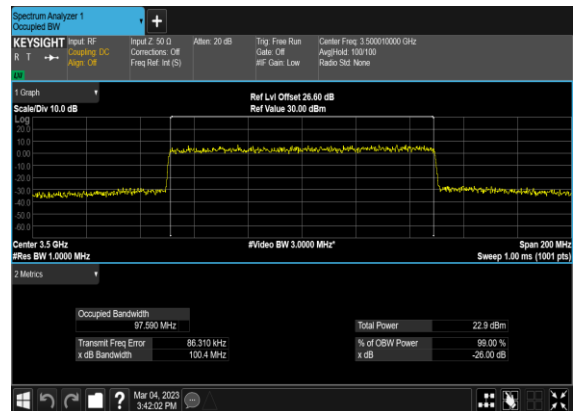 Spectrum Analyzer 1
Occupied BW
KEYSIGHT Input: RF Input Z: 50 Ω Atten: 20 dB Trig: Free Run Center Freq: 3.500010000 GHz
R T Coupling: DC Corrections: Off Gate: Off Avg|Hold: 100/100
Align: Off Freq Ref: Int (S) #IF Gain: Low Radio Std: None
LW
1 Graph
Ref Lvl Offset 26.60 dB
Scale/Div 10.0 dB Ref Value 30.00 dBm
Log
20.0
10.0
0.00
-10.0
-20.0
-30.0
-40.0
-50.0
-60.0
Center 3.5 GHz #Video BW 3.0000 MHz* Span 200 MHz
#Res BW 1.0000 MHz Sweep 1.00 ms (1001 pts)
2 Metrics
Occupied Bandwidth
97.590 MHz Total Power 22.9 dBm
Transmit Freq Error 86.310 kHz % of OBW Power 99.00 %
x dB Bandwidth 100.4 MHz x dB -26.00 dB
?
Mar 04, 2023
3:42:02 PM